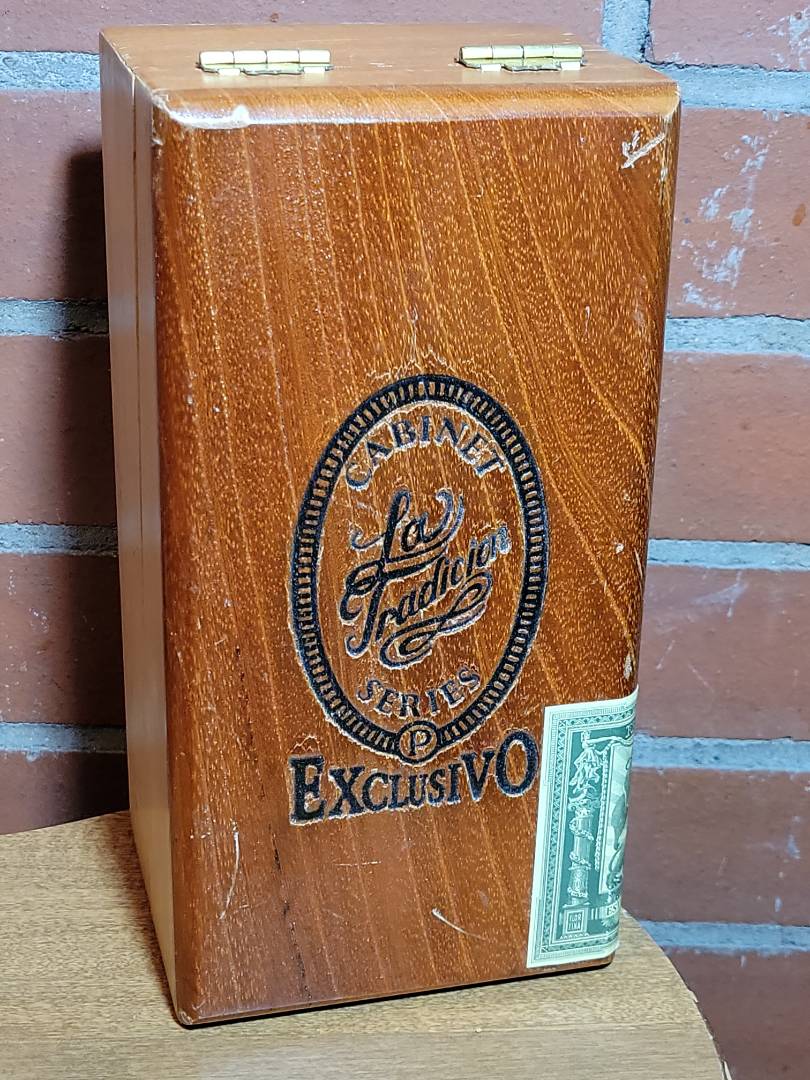 CABINET
La
Tradicion
SERIES
P
EXCLUSIVO